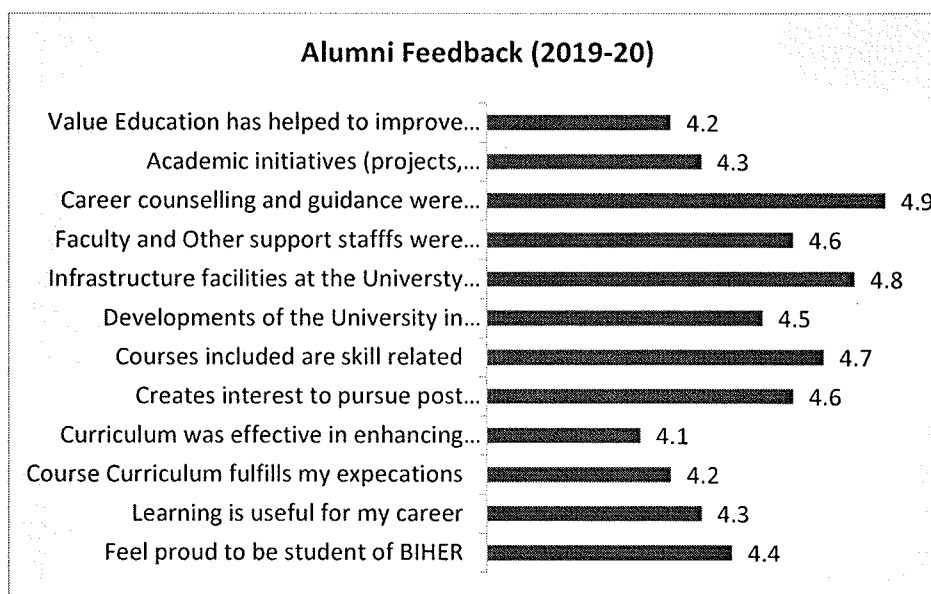 Alumni Feedback (2019-20)
Value Education has helped to improve... 4.2
Academic initiatives (projects,... 4.3
Career counselling and guidance were... 4.9
Faculty and Other support stafffs were... 4.6
Infrastructure facilities at the Universty... 4.8
Developments of the University in... 4.5
Courses included are skill related 4.7
Creates interest to pursue post... 4.6
Curriculum was effective in enhancing... 4.1
Course Curriculum fulfills my expecations 4.2
Learning is useful for my career 4.3
Feel proud to be student of BIHER 4.4